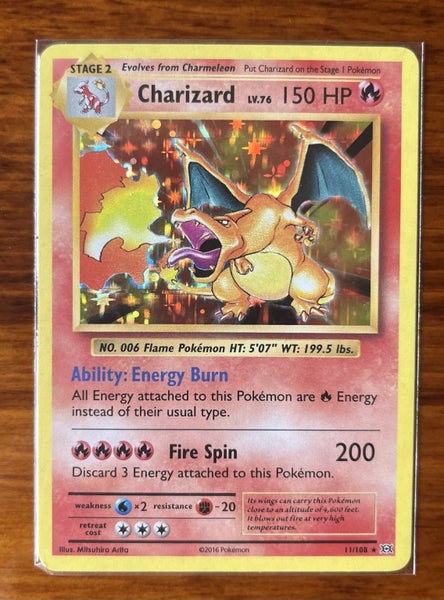 STAGE 2 Evolves from Charmeleon Put Charizard on the Stage 1 Pokémon
Charizard LV.76 150 HP
NO. 006 Flame Pokémon HT: 5'07" WT: 199.5 lbs.
Ability: Energy Burn
All Energy attached to this Pokémon are Energy
instead of their usual type.
Fire Spin 200
Discard 3 Energy attached to this Pokémon.
weakness ×2 resistance -20
retreat
cost
Its wings can carry this Pokémon
close to an altitude of 4,600 feet.
It blows out fire at very high
temperatures.
Illus. Mitsuhiro Arita ©2016 Pokémon 11/108 ★